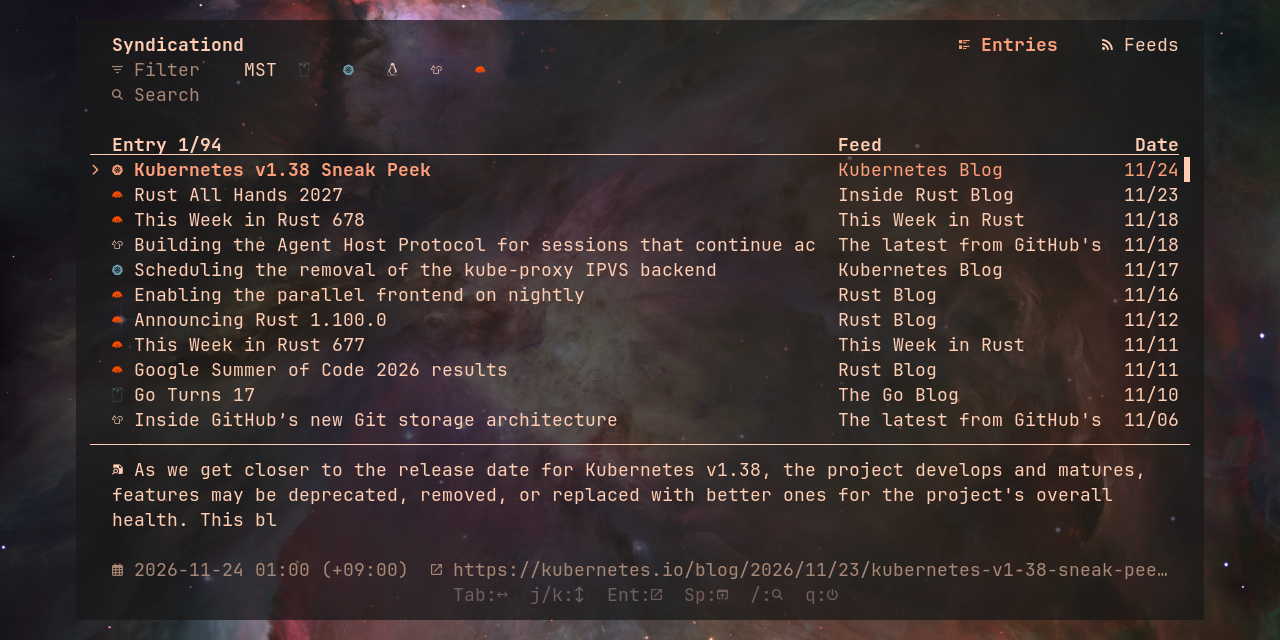 Syndicationd Entries Feeds
Filter MST
Search
Entry 1/94 Feed Date
Kubernetes v1.38 Sneak Peek Kubernetes Blog 11/24
Rust All Hands 2027 Inside Rust Blog 11/23
This Week in Rust 678 This Week in Rust 11/18
Building the Agent Host Protocol for sessions that continue ac The latest from GitHub's 11/18
Scheduling the removal of the kube-proxy IPVS backend Kubernetes Blog 11/17
Enabling the parallel frontend on nightly Rust Blog 11/16
Announcing Rust 1.100.0 Rust Blog 11/12
This Week in Rust 677 This Week in Rust 11/11
Google Summer of Code 2026 results Rust Blog 11/11
Go Turns 17 The Go Blog 11/10
Inside GitHub’s new Git storage architecture The latest from GitHub's 11/06
As we get closer to the release date for Kubernetes v1.38, the project develops and matures,
features may be deprecated, removed, or replaced with better ones for the project's overall
health. This bl
2026-11-24 01:00 (+09:00) https://kubernetes.io/blog/2026/11/23/kubernetes-v1-38-sneak-pee…
Tab:↔ j/k:↕ Ent: Sp: /: q: